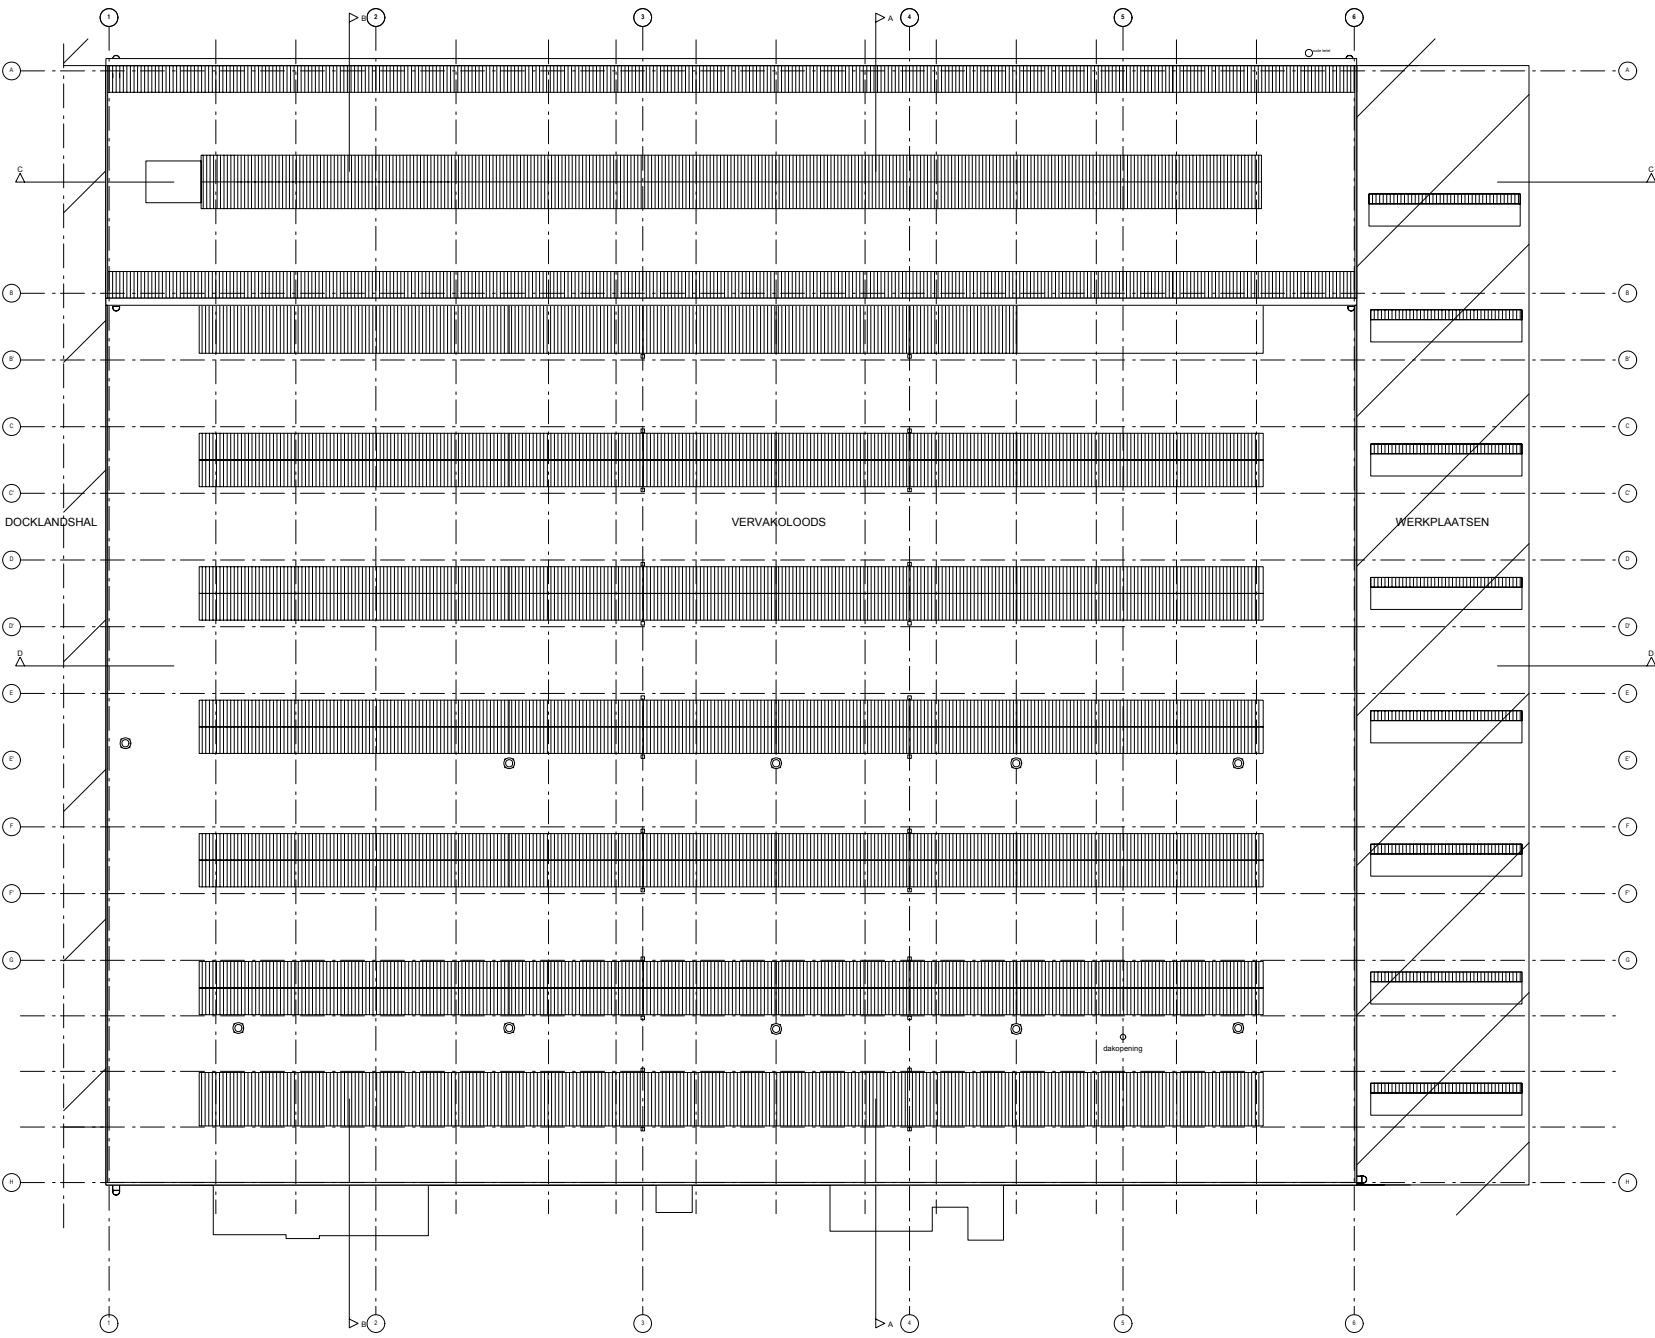 1 B 2 3 A 4 5 6
A A
C C
B B
B' B'
C C
C' C'
DOCKLANDSHAL VERVAKOLOODS WERKPLAATSEN
D D
D' D'
D D
E E
E' E'
F F
F' F'
G G
dakopening
H H
1 B 2 3 A 4 5 6